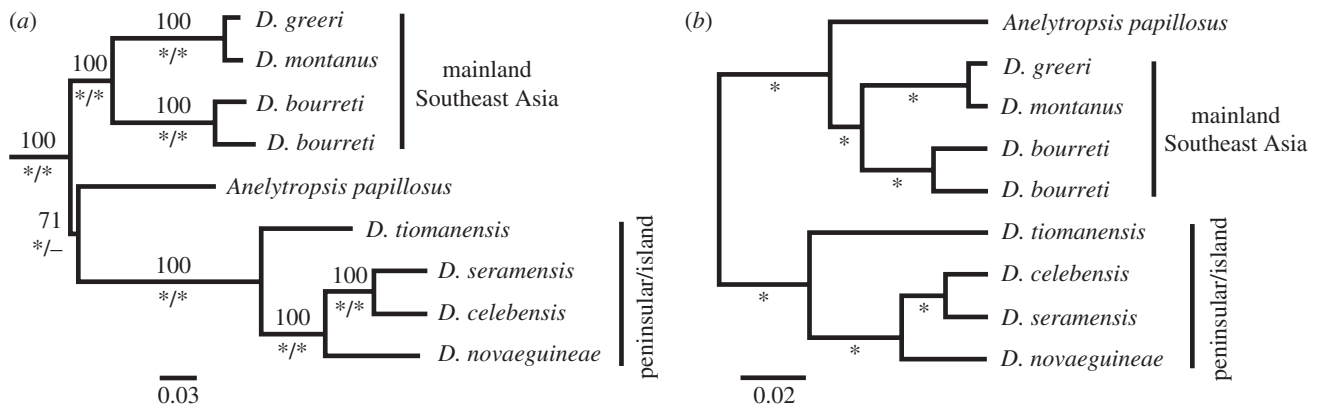 (a)
100
*/*
D. greeri
D. montanus
100
*/*
100
*/*
D. bourreti
D. bourreti
mainland
Southeast Asia
100
*/*
Anelytropsis papillosus
71
*/–
100
*/*
D. tiomanensis
100
*/*
D. seramensis
D. celebensis
100
*/*
D. novaeguineae
peninsular/island
0.03
(b)
Anelytropsis papillosus
*
D. greeri
*
D. montanus
*
D. bourreti
*
D. bourreti
mainland
Southeast Asia
D. tiomanensis
*
D. celebensis
*
D. seramensis
*
D. novaeguineae
peninsular/island
0.02